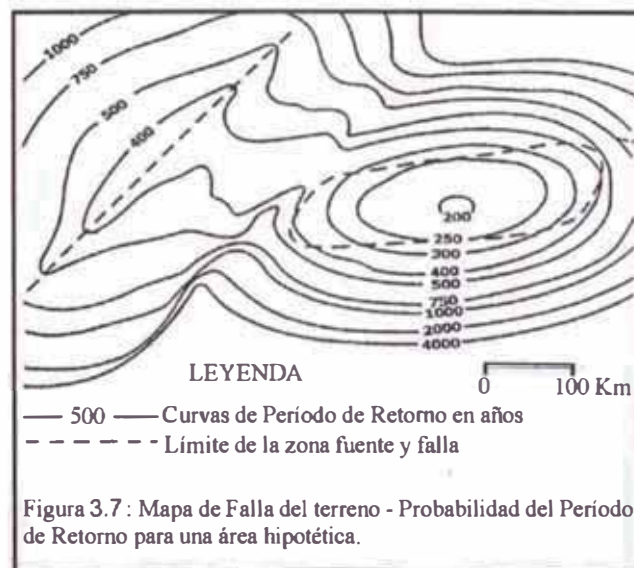 1000
750
500
400
200
250
300
400
500
750
1000
2000
4000
LEYENDA
0 100 Km
500 Curvas de Período de Retorno en años
Límite de la zona fuente y falla
Figura 3.7 : Mapa de Falla del terreno - Probabilidad del Período
de Retorno para una área hipotética.